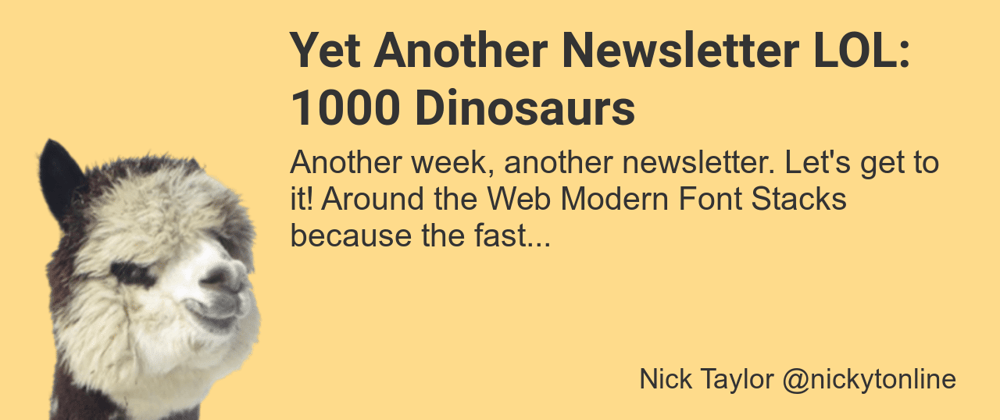 Yet Another Newsletter LOL:
1000 Dinosaurs
Another week, another newsletter. Let's get to
it! Around the Web Modern Font Stacks
because the fast...
Nick Taylor @nickytonline